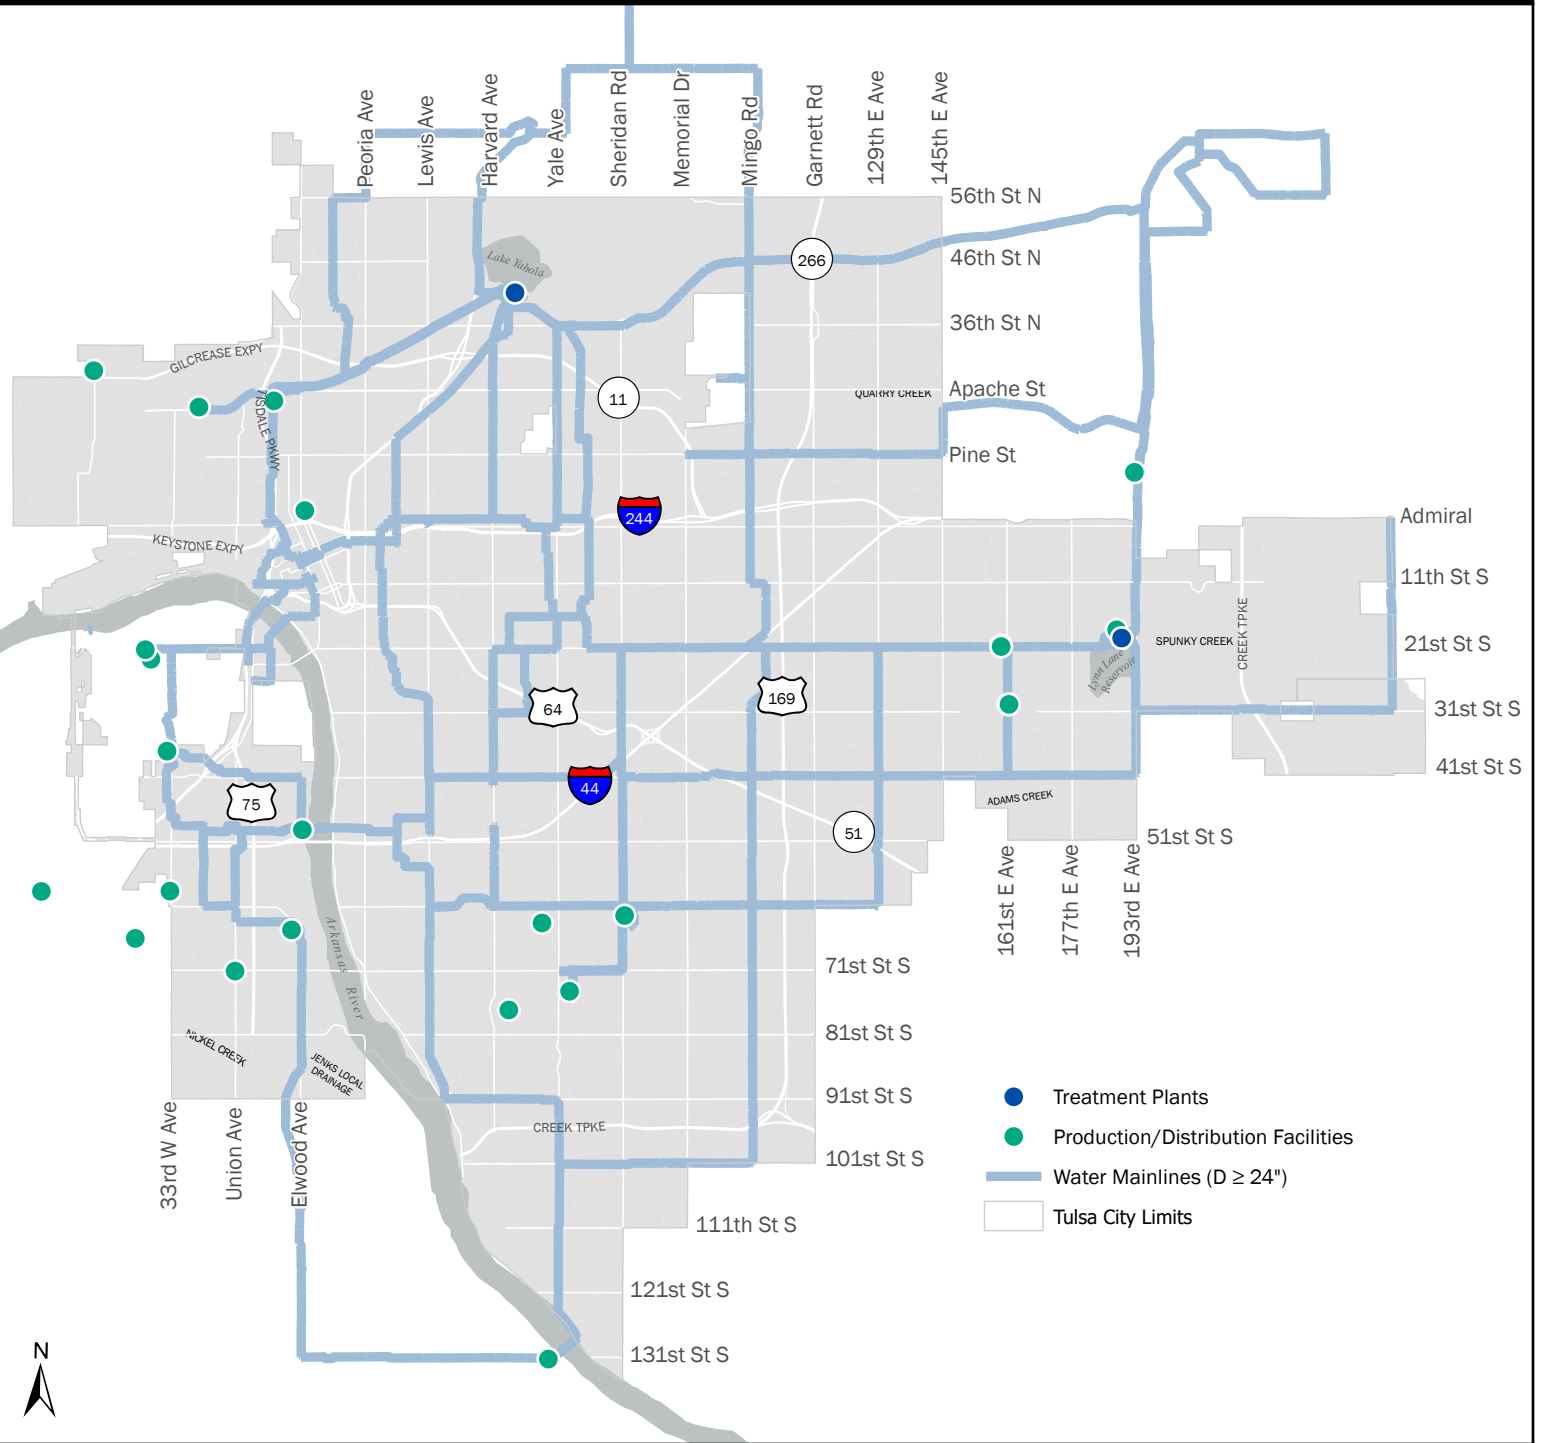 Peoria Ave
Lewis Ave
Harvard Ave
Yale Ave
Sheridan Rd
Memorial Dr
Mingo Rd
Garnett Rd
129th E Ave
145th E Ave
56th St N
Lake Yahola
266
46th St N
36th St N
GILCREASE EXPY
11
QUARRY CREEK
Apache St
TISDALE PKWY
Pine St
244
Admiral
KEYSTONE EXPY
11th St S
CREEK TPKE
SPUNKY CREEK
21st St S
Lynn Lane
Reservoir
64
169
31st St S
44
41st St S
75
ADAMS CREEK
51
51st St S
161st E Ave
177th E Ave
193rd E Ave
Arkansas River
71st St S
NICKEL CREEK
81st St S
JENKS LOCAL
DRAINAGE
91st St S
Treatment Plants
33rd W Ave
Union Ave
Elwood Ave
CREEK TPKE
Production/Distribution Facilities
101st St S
Water Mainlines (D ≥ 24")
111th St S
Tulsa City Limits
121st St S
131st St S
N